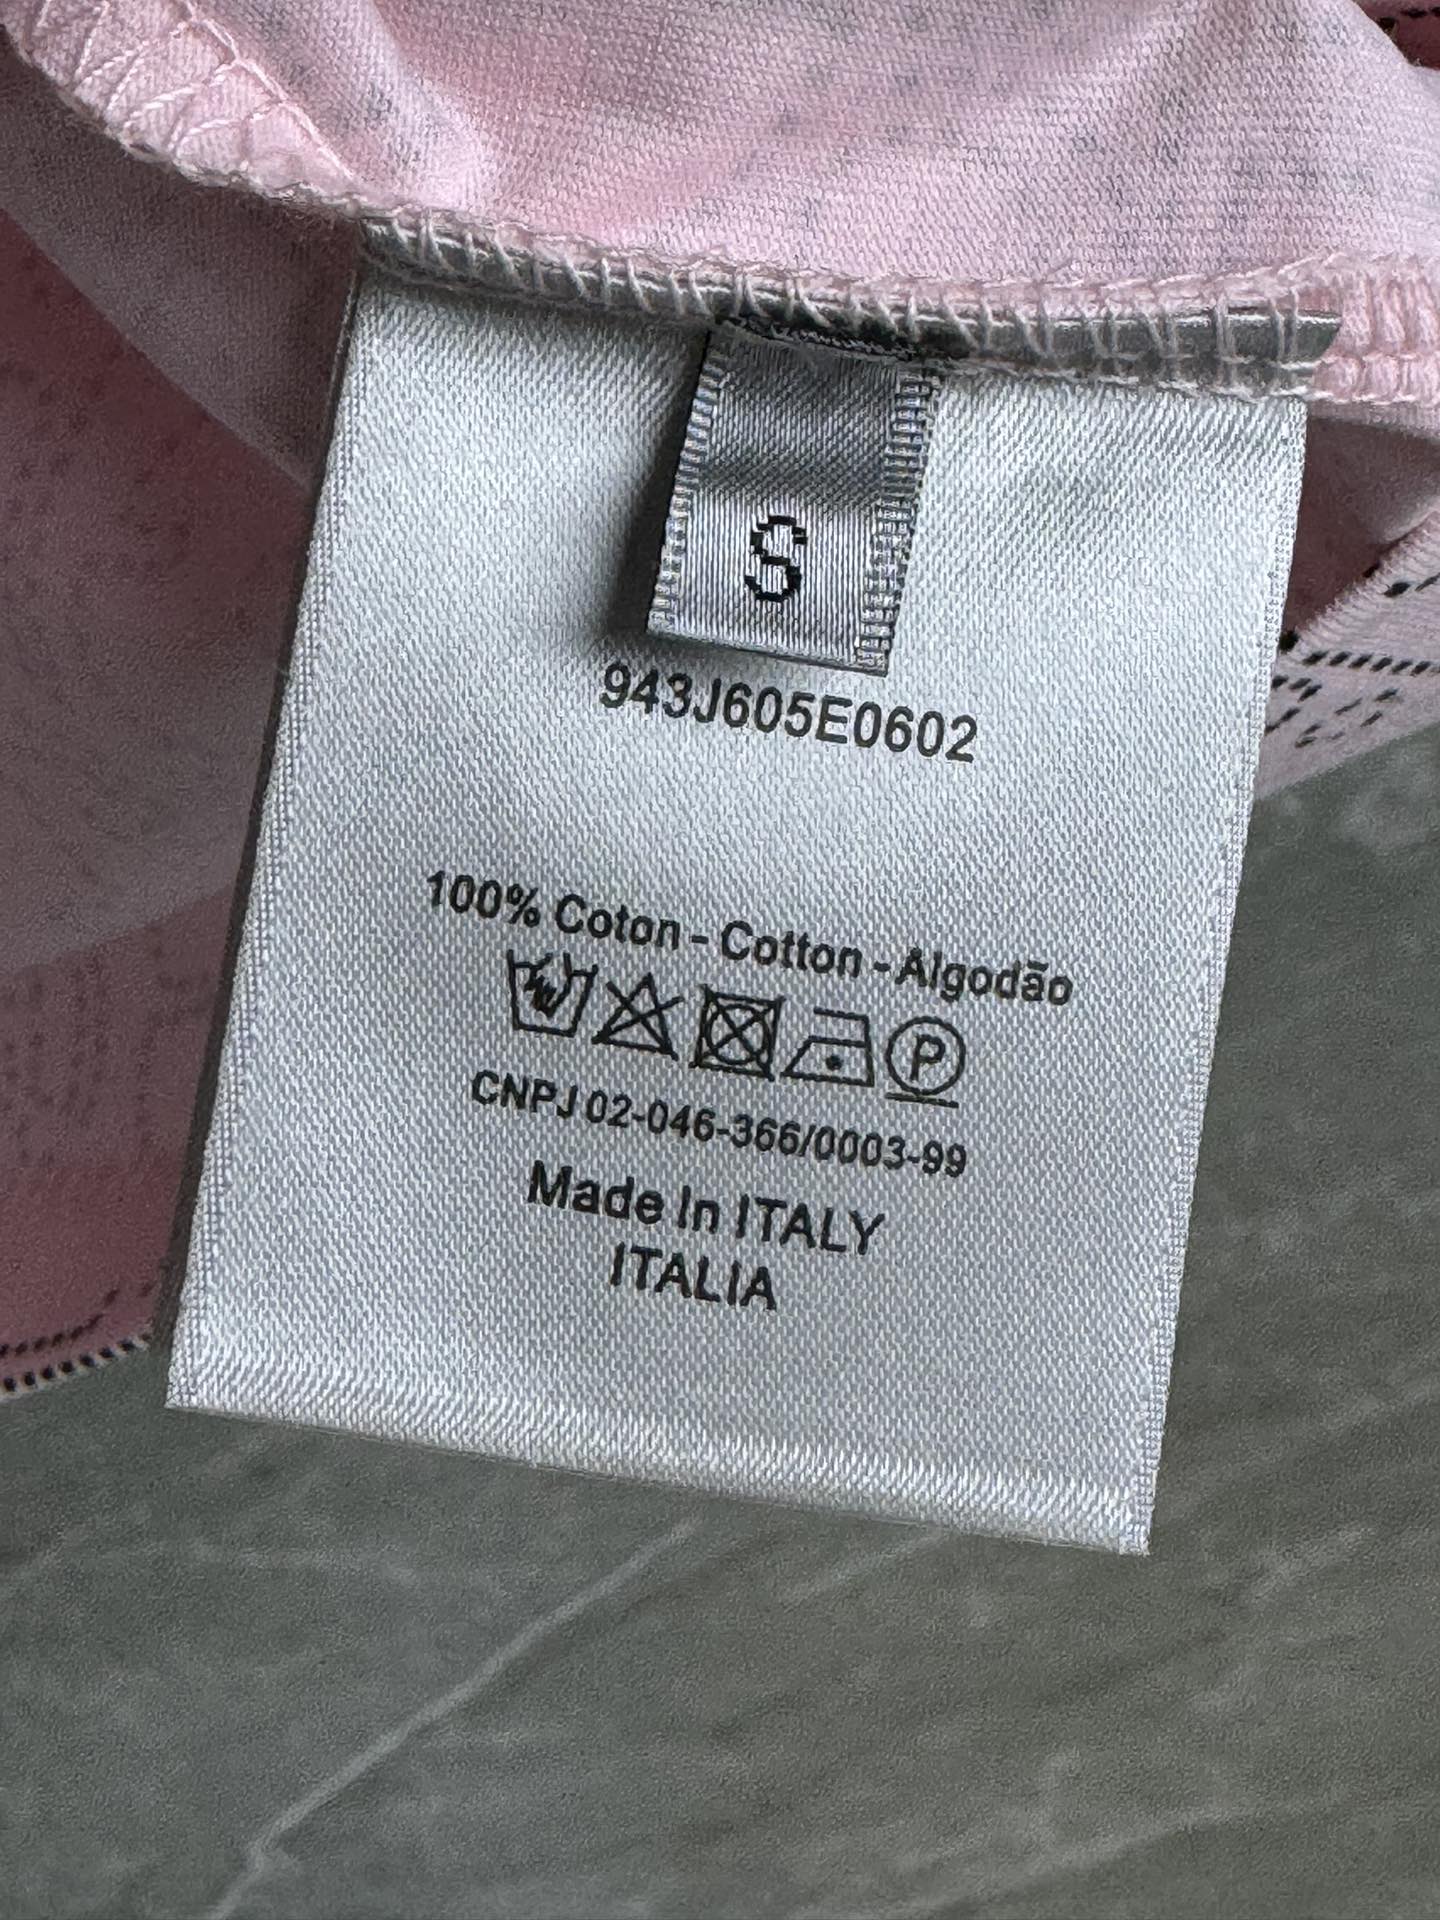 S
943J605E0602
100% Coton - Cotton - Algodão
P
CNPJ 02-046-366/0003-99
Made In ITALY
ITALIA